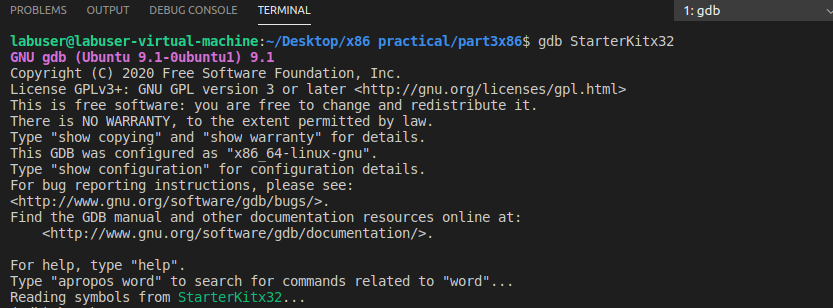 PROBLEMS OUTPUT DEBUG CONSOLE TERMINAL 1: gdb
labuser@labuser-virtual-machine:~/Desktop/x86 practical/part3x86$ gdb StarterKitx32
GNU gdb (Ubuntu 9.1-0ubuntu1) 9.1
Copyright (C) 2020 Free Software Foundation, Inc.
License GPLv3+: GNU GPL version 3 or later <http://gnu.org/licenses/gpl.html>
This is free software: you are free to change and redistribute it.
There is NO WARRANTY, to the extent permitted by law.
Type "show copying" and "show warranty" for details.
This GDB was configured as "x86_64-linux-gnu".
Type "show configuration" for configuration details.
For bug reporting instructions, please see:
<http://www.gnu.org/software/gdb/bugs/>.
Find the GDB manual and other documentation resources online at:
    <http://www.gnu.org/software/gdb/documentation/>.
For help, type "help".
Type "apropos word" to search for commands related to "word"...
Reading symbols from StarterKitx32...